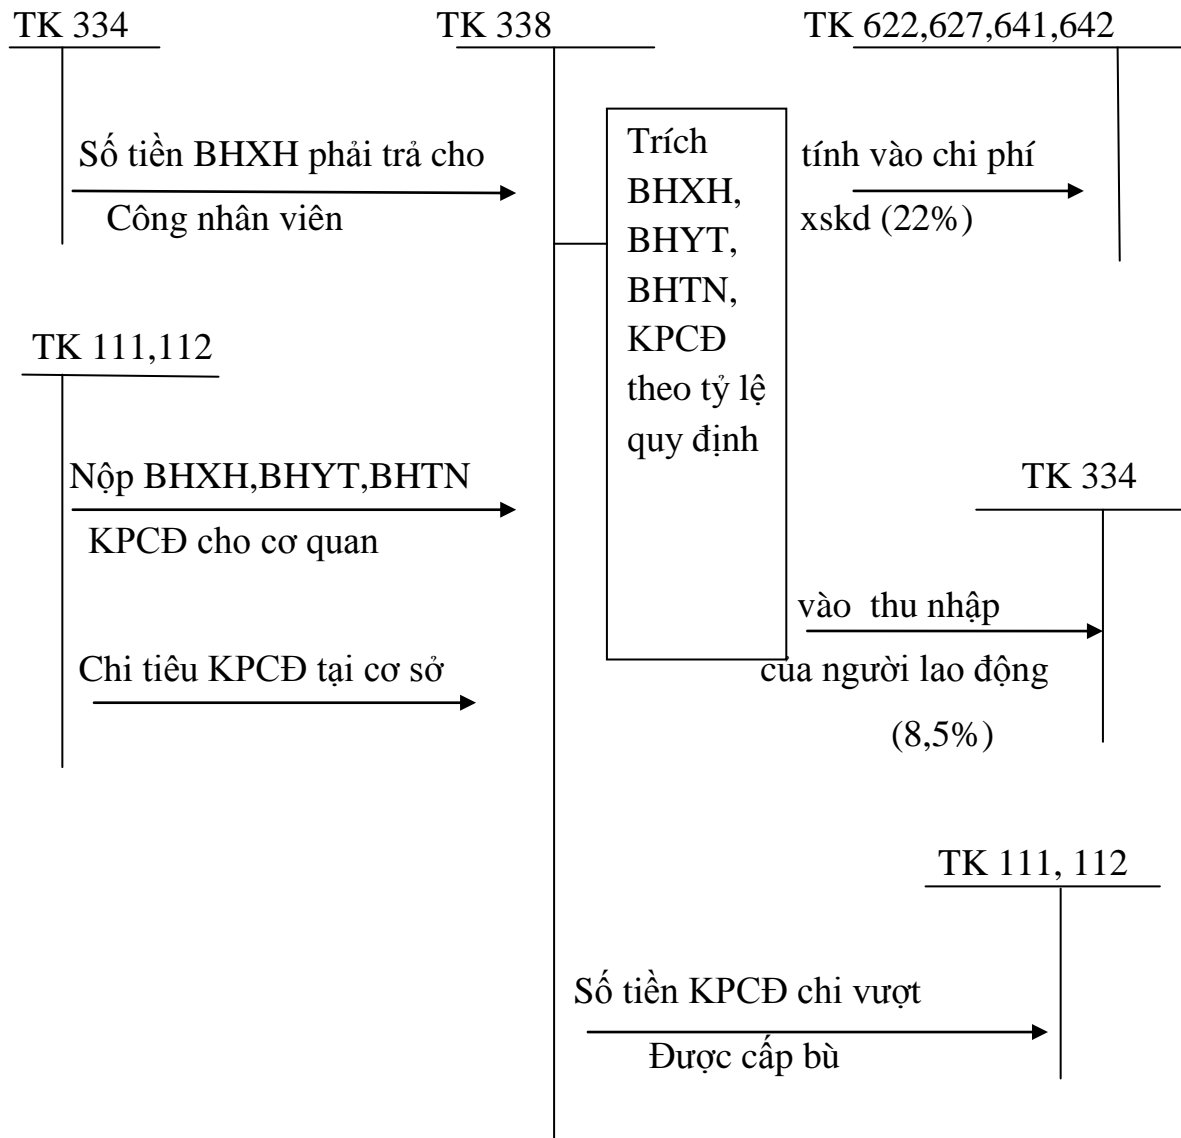 TK 334
TK 338
TK 622,627,641,642
Số tiền BHXH phải trả cho
Công nhân viên
Trích
BHXH,
BHYT,
BHTN,
KPCĐ
theo tỷ lệ
quy định
tính vào chi phí
xskd (22%)
TK 111,112
Nộp BHXH,BHYT,BHTN
KPCĐ cho cơ quan
TK 334
vào thu nhập
của người lao động
(8,5%)
Chi tiêu KPCĐ tại cơ sở
TK 111, 112
Số tiền KPCĐ chi vượt
Được cấp bù